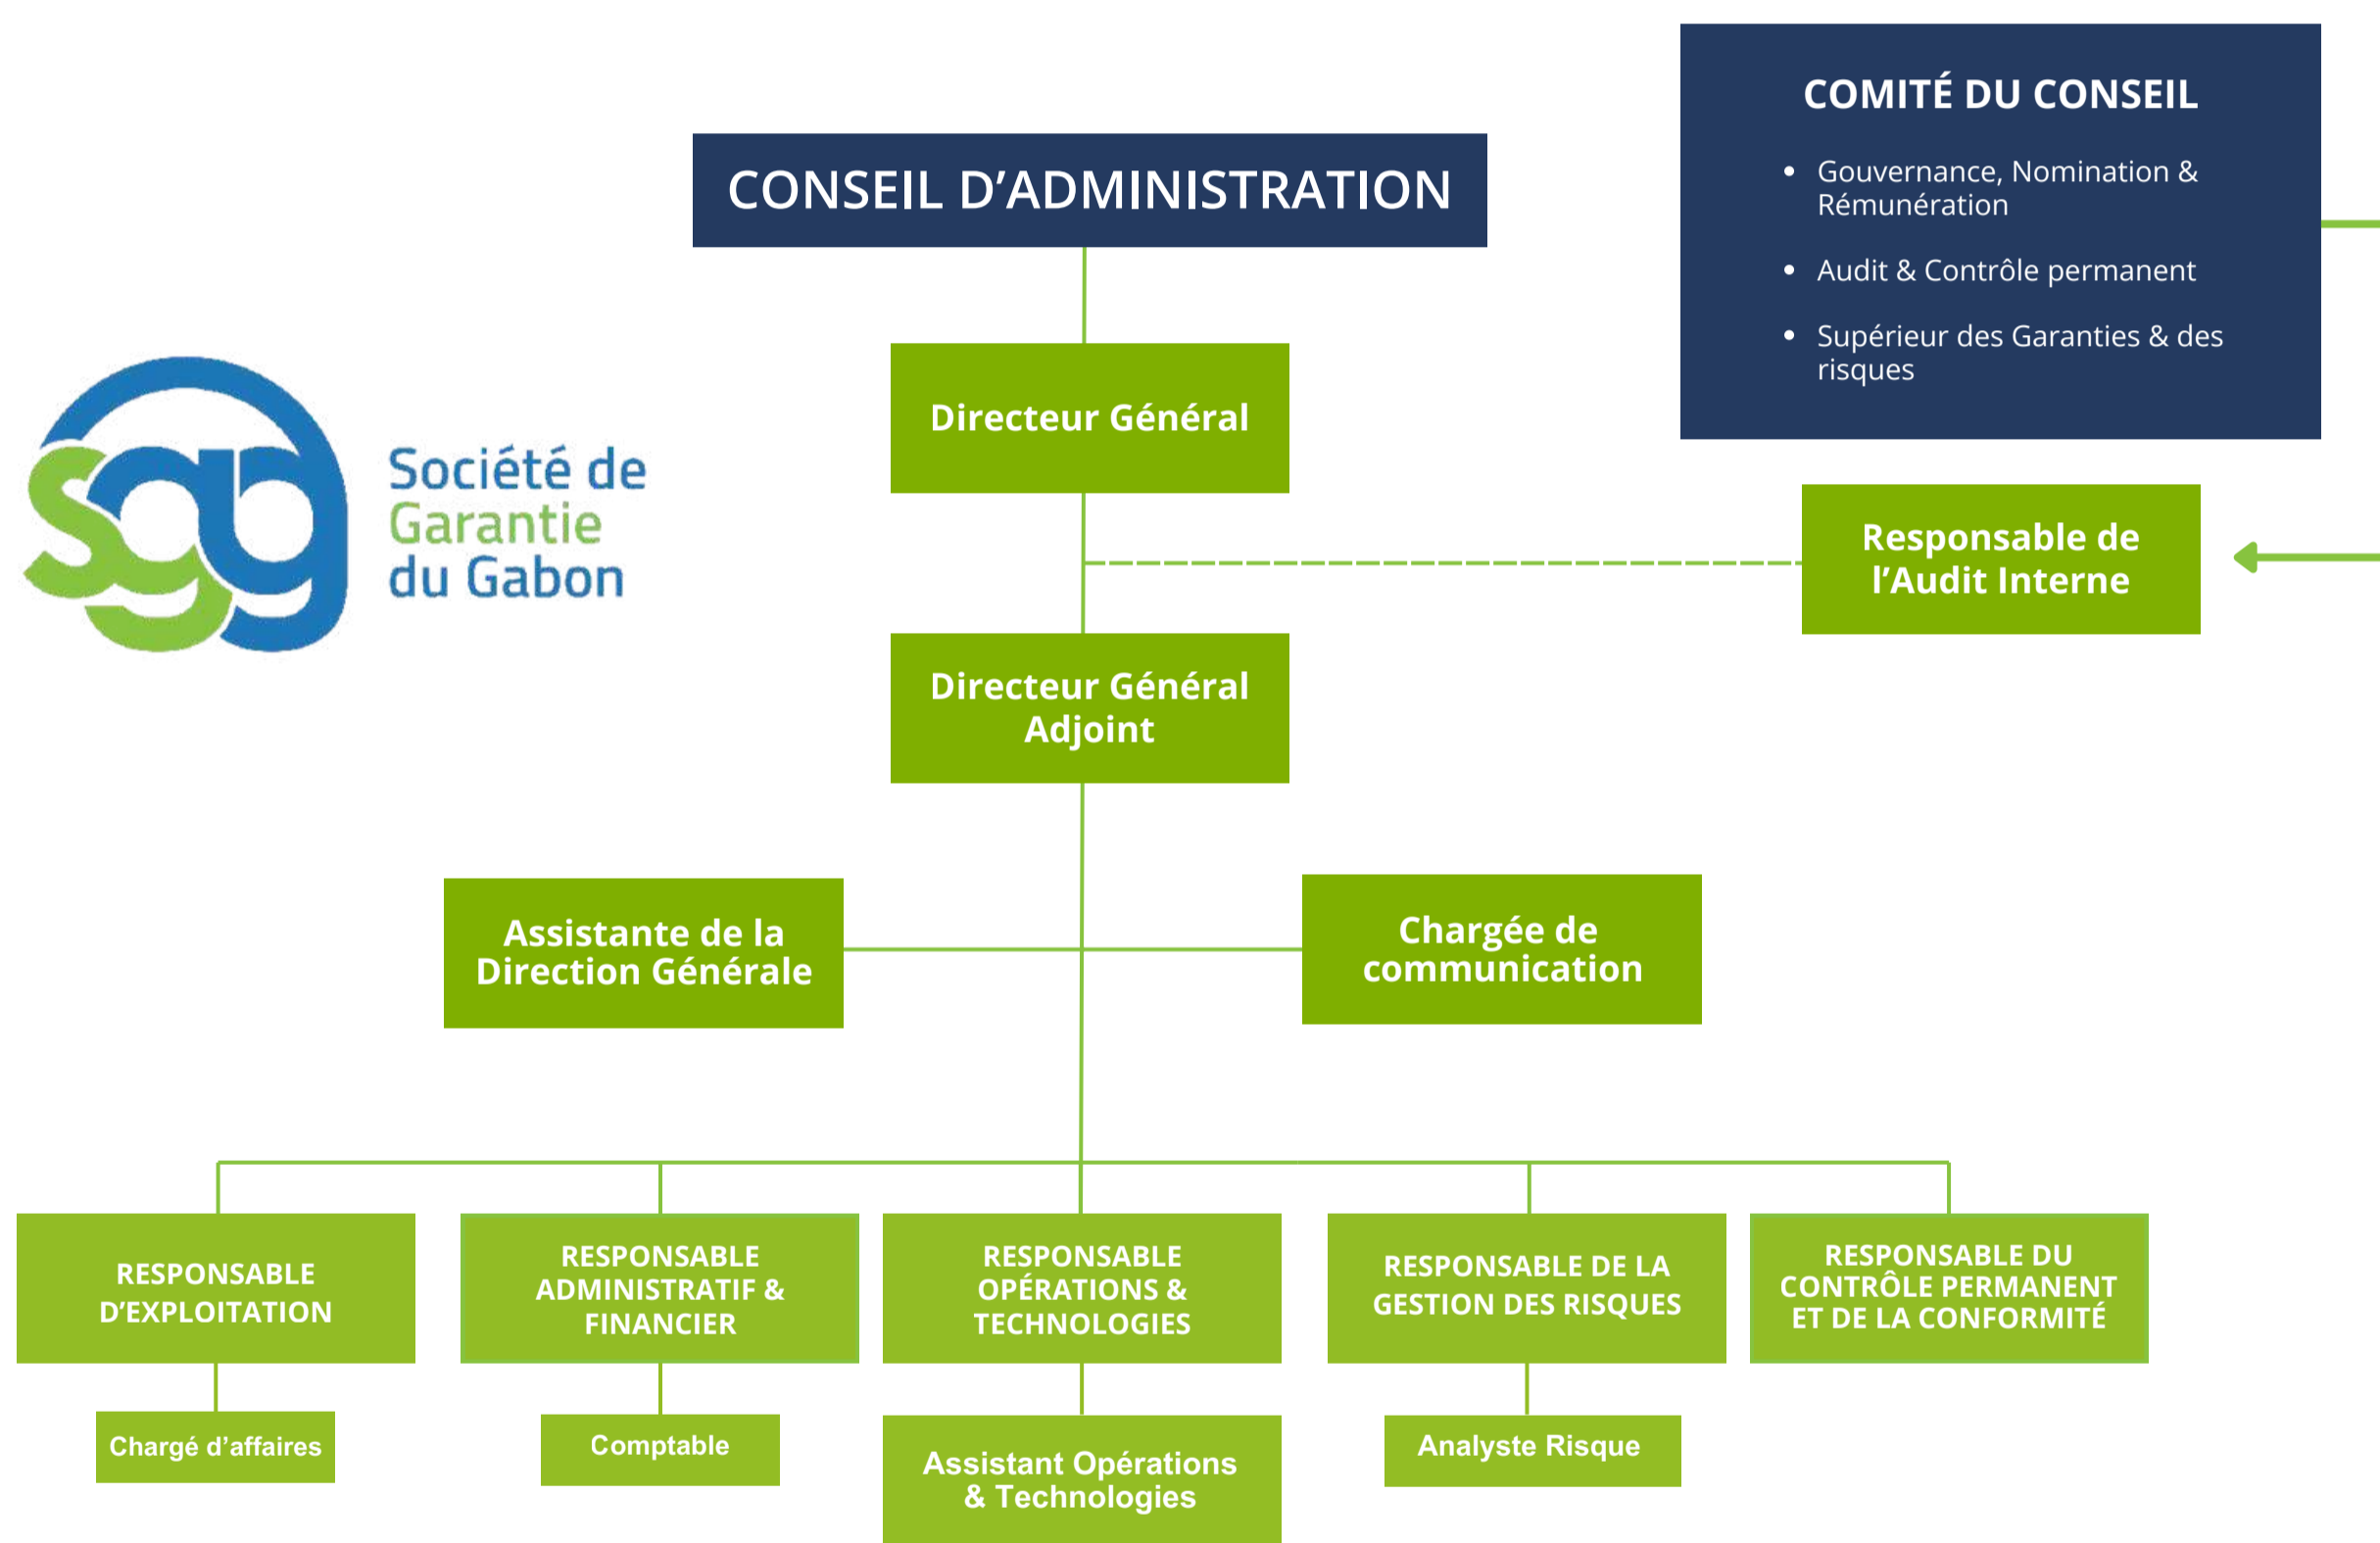 COMITÉ DU CONSEIL
• Gouvernance, Nomination &
Rémunération
• Audit & Contrôle permanent
• Supérieur des Garanties & des
risques
CONSEIL D’ADMINISTRATION
Directeur Général
sgg
Société de
Garantie
du Gabon
Responsable de
l’Audit Interne
Directeur Général
Adjoint
Assistante de la
Direction Générale
Chargée de
communication
RESPONSABLE
D’EXPLOITATION
RESPONSABLE
ADMINISTRATIF &
FINANCIER
RESPONSABLE
OPÉRATIONS &
TECHNOLOGIES
RESPONSABLE DE LA
GESTION DES RISQUES
RESPONSABLE DU
CONTRÔLE PERMANENT
ET DE LA CONFORMITÉ
Chargé d’affaires
Comptable
Assistant Opérations
& Technologies
Analyste Risque